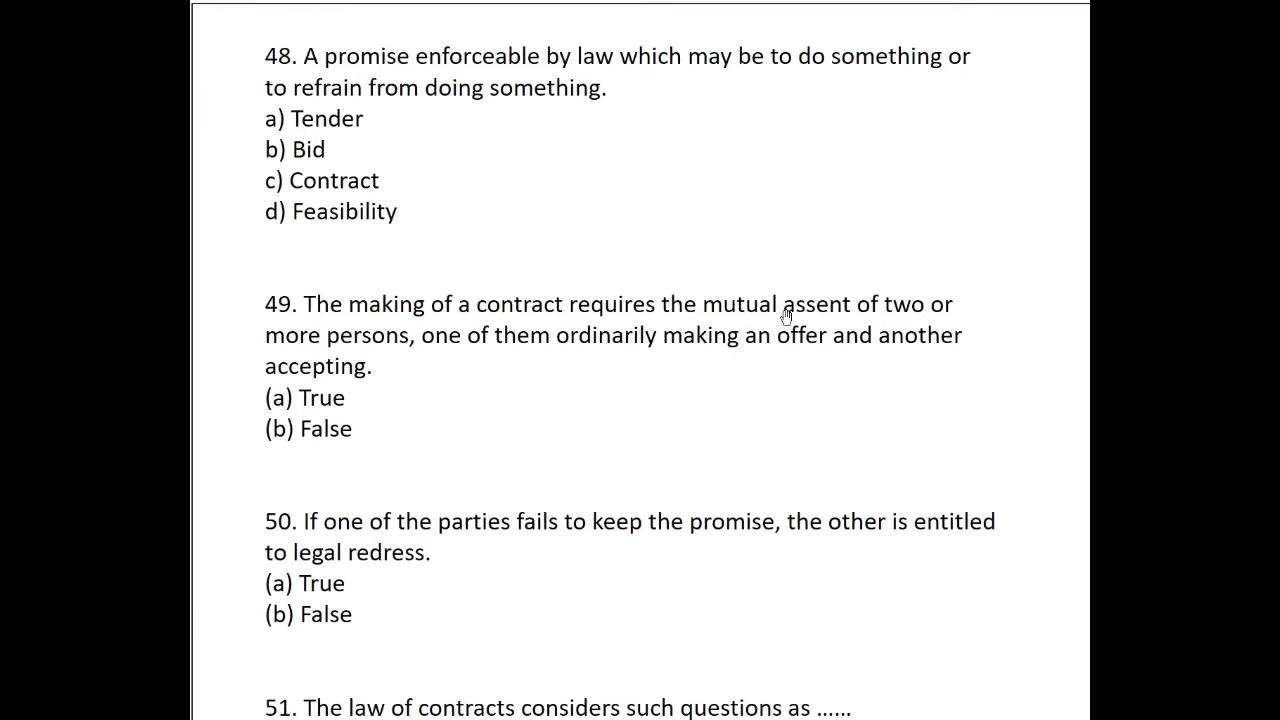 48. A promise enforceable by law which may be to do something or
to refrain from doing something.
a) Tender
b) Bid
c) Contract
d) Feasibility
49. The making of a contract requires the mutual assent of two or
more persons, one of them ordinarily making an offer and another
accepting.
(a) True
(b) False
50. If one of the parties fails to keep the promise, the other is entitled
to legal redress.
(a) True
(b) False
51. The law of contracts considers such questions as ......